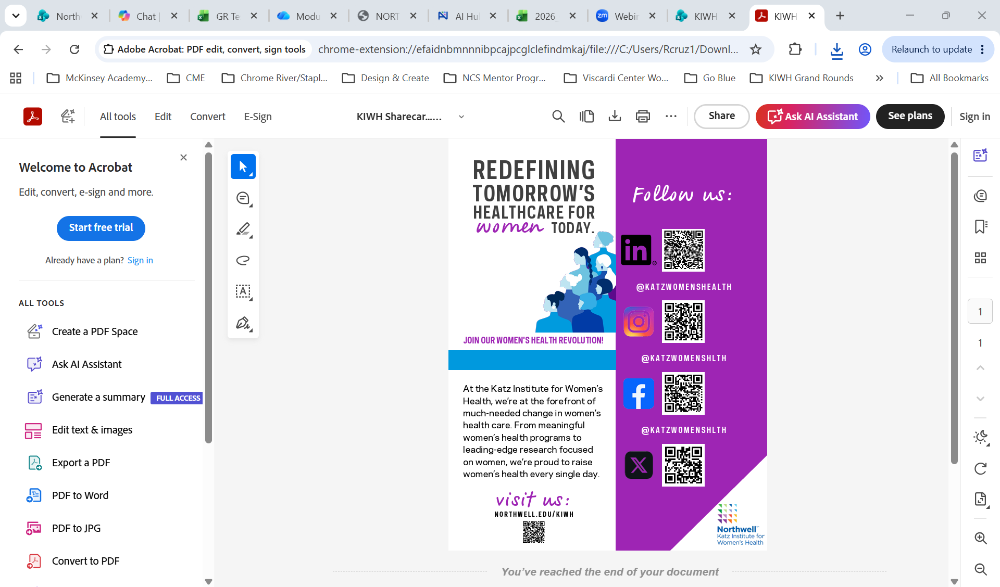 North
Chat
GR Te
Modu
NORT
AI Hu
2026_
Webin
KIWH
KIWH
Adobe Acrobat: PDF edit, convert, sign tools
chrome-extension://efaidnbmnnnibpcajpcglclefindmkaj/file:///C:/Users/Rcruz1/Downl...
Relaunch to update
McKinsey Academy...
CME
Chrome River/Stapl...
Design & Create
NCS Mentor Progr...
Viscardi Center Wo...
Go Blue
KIWH Grand Rounds
All Bookmarks
All tools
Edit
Convert
E-Sign
KIWH Sharecar......
Share
Ask AI Assistant
See plans
Sign in
Welcome to Acrobat
Edit, convert, e-sign and more.
Start free trial
Already have a plan? Sign in
ALL TOOLS
Create a PDF Space
Ask AI Assistant
Generate a summary FULL ACCESS
Edit text & images
Export a PDF
PDF to Word
PDF to JPG
Convert to PDF
REDEFINING
TOMORROW'S
HEALTHCARE FOR
women TODAY.
JOIN OUR WOMEN'S HEALTH REVOLUTION!
At the Katz Institute for Women's
Health, we're at the forefront of
much-needed change in women's
health care. From meaningful
women's health programs to
leading-edge research focused
on women, we're proud to raise
women's health every single day.
visit us:
NORTHWELL.EDU/KIWH
Follow us:
in®
@KATZWOMENSHEALTH
@KATZWOMENSHLTH
f
@KATZWOMENSHLTH
X
Northwell℠
Katz Institute for
Women's Health
You've reached the end of your document
1
1